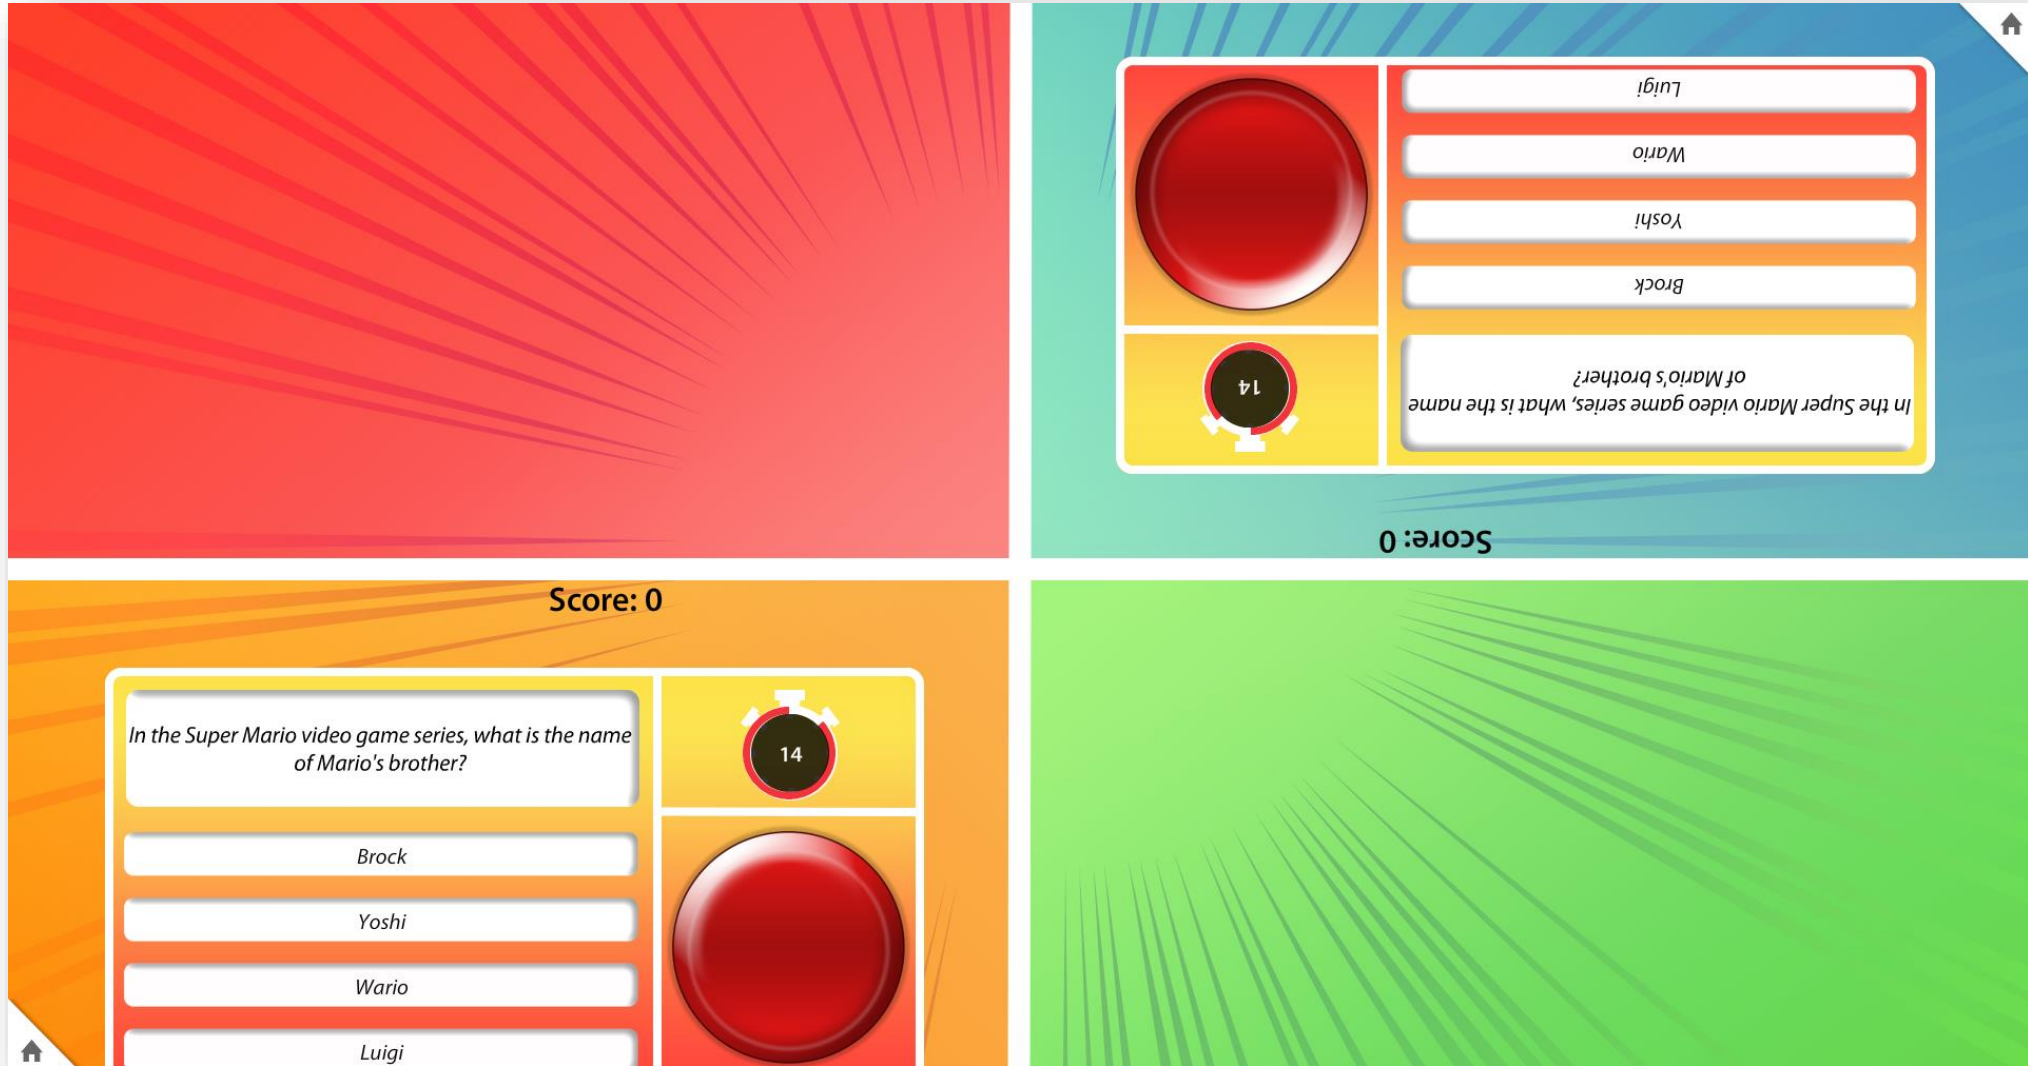 Luigi
Wario
Yoshi
Brock
In the Super Mario video game series, what is the name
of Mario's brother?
14
Score: 0
Score: 0
In the Super Mario video game series, what is the name
of Mario's brother?
14
Brock
Yoshi
Wario
Luigi